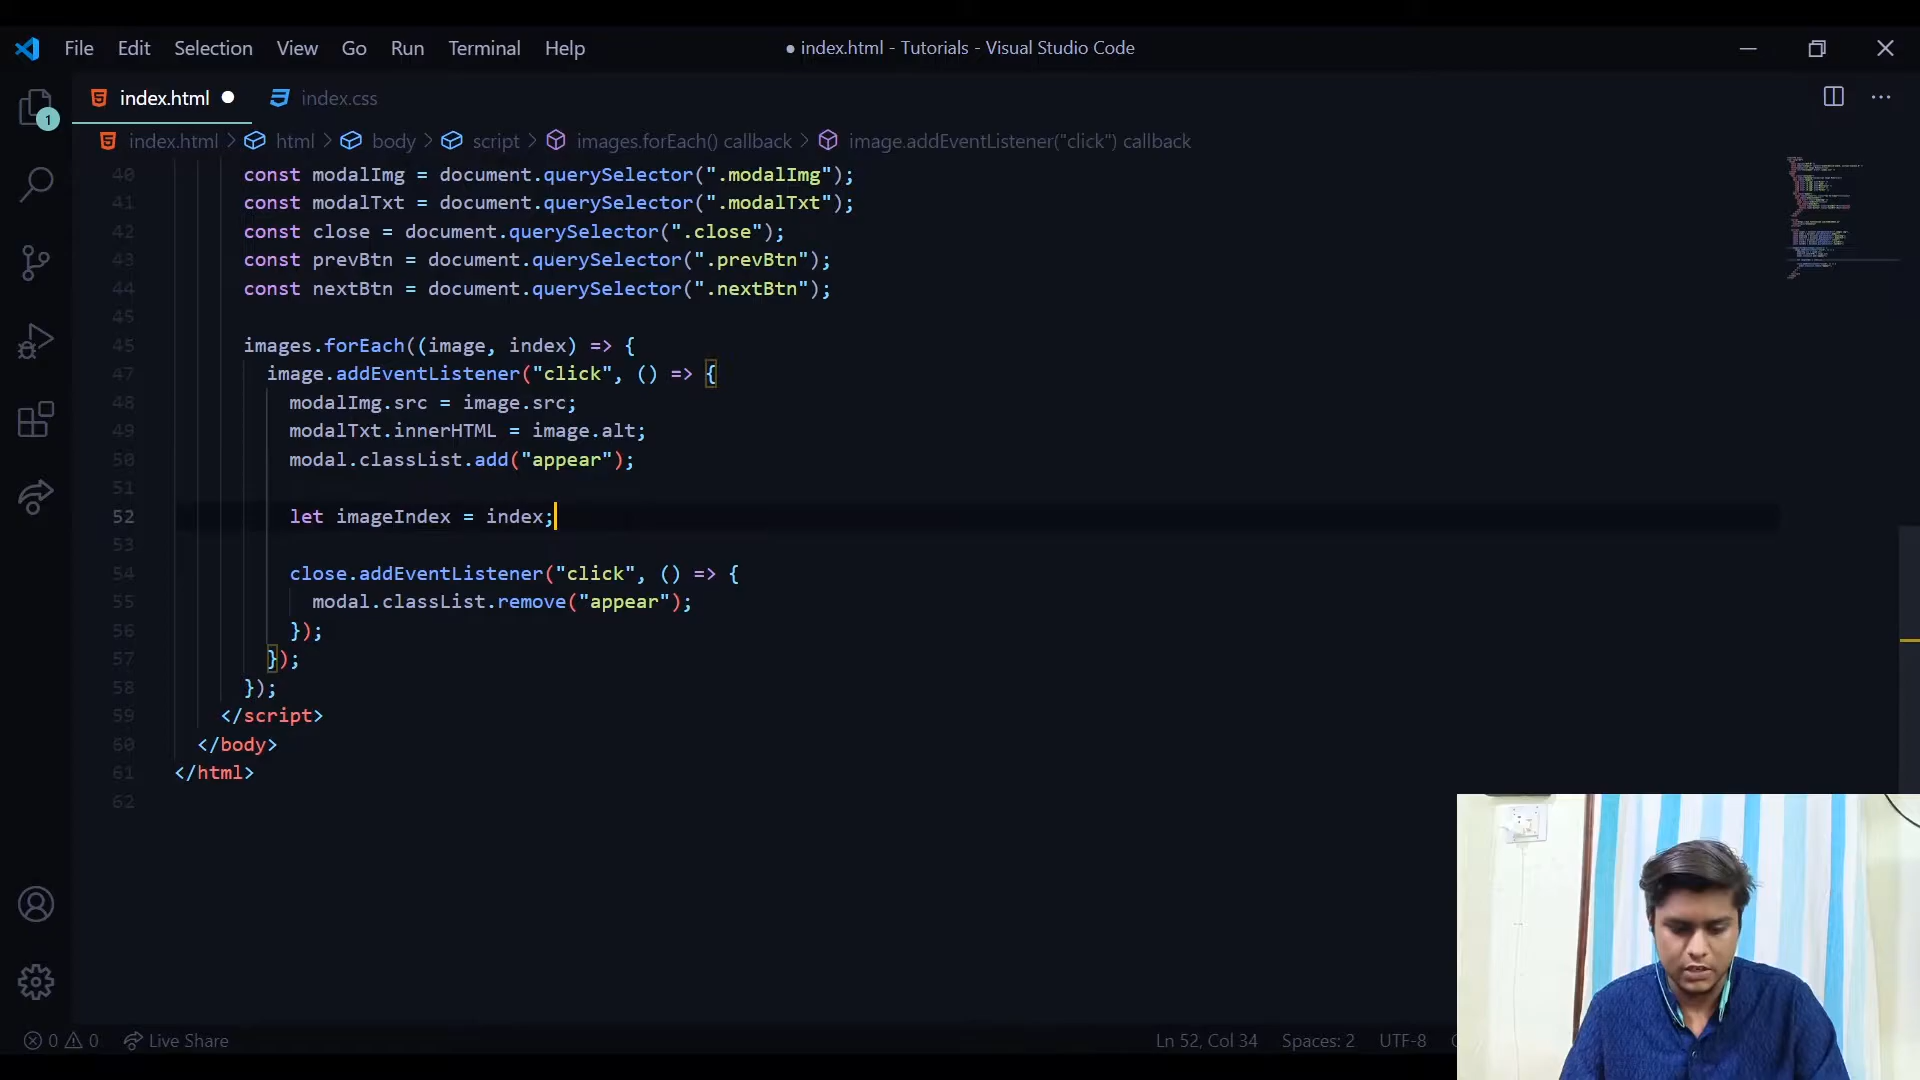 File Edit Selection View Go Run Terminal Help
● index.html - Tutorials - Visual Studio Code
1
index.html ● index.css
index.html > html > body > script > images.forEach() callback > image.addEventListener("click") callback
40 const modalImg = document.querySelector(".modalImg");
41 const modalTxt = document.querySelector(".modalTxt");
42 const close = document.querySelector(".close");
43 const prevBtn = document.querySelector(".prevBtn");
44 const nextBtn = document.querySelector(".nextBtn");
45
45 images.forEach((image, index) => {
47 image.addEventListener("click", () => {
48 modalImg.src = image.src;
49 modalTxt.innerHTML = image.alt;
50 modal.classList.add("appear");
51
52 let imageIndex = index;
53
54 close.addEventListener("click", () => {
55 modal.classList.remove("appear");
56 });
57 });
58 });
59 </script>
60 </body>
61 </html>
62
0 0 Live Share
Ln 52, Col 34 Spaces: 2 UTF-8